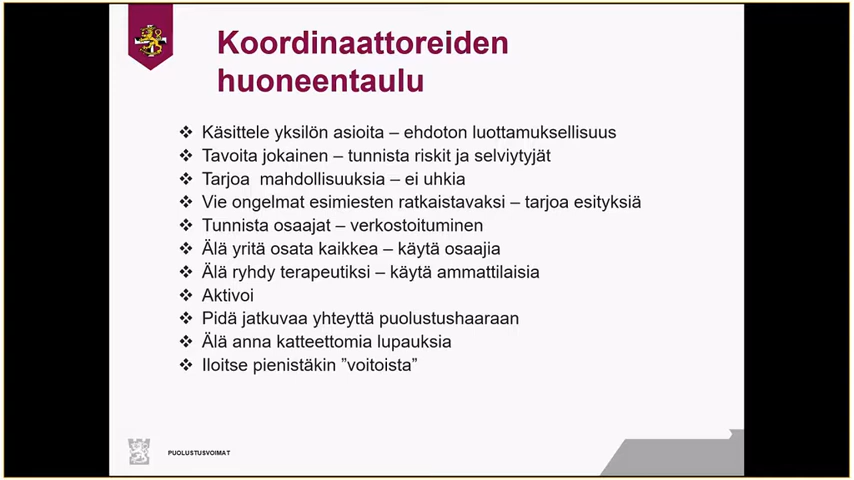 Koordinaattoreiden
huoneentaulu
❖ Käsittele yksilön asioita – ehdoton luottamuksellisuus
❖ Tavoita jokainen – tunnista riskit ja selviytyjät
❖ Tarjoa  mahdollisuuksia – ei uhkia
❖ Vie ongelmat esimiesten ratkaistavaksi – tarjoa esityksiä
❖ Tunnista osaajat – verkostoituminen
❖ Älä yritä osata kaikkea – käytä osaajia
❖ Älä ryhdy terapeutiksi – käytä ammattilaisia
❖ Aktivoi
❖ Pidä jatkuvaa yhteyttä puolustushaaraan
❖ Älä anna katteettomia lupauksia
❖ Iloitse pienistäkin ”voitoista”
PUOLUSTUSVOIMAT